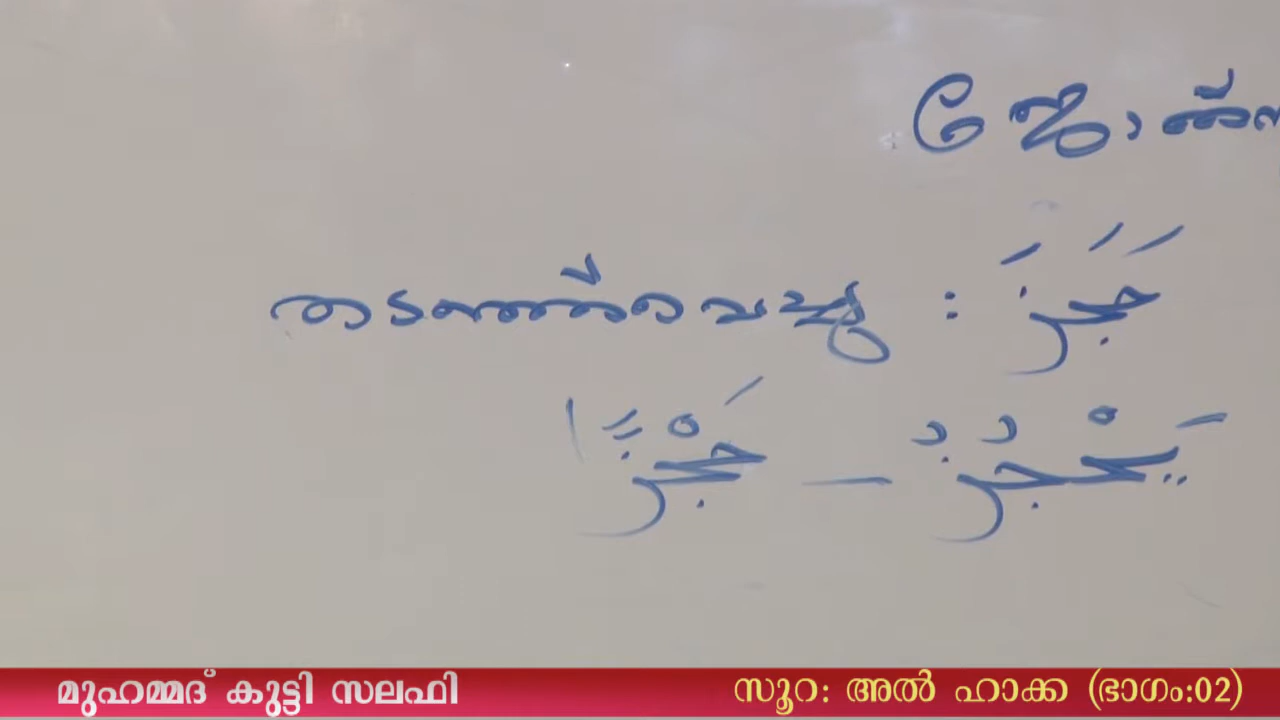 തടഞ്ഞുവെച്ചു : حَجَزَ
يَحْجُزُ — حَجْزًا
മുഹമ്മദ് കുട്ടി സലഫി
സൂറ: അൽ ഹാക്ക (ഭാഗം:02)